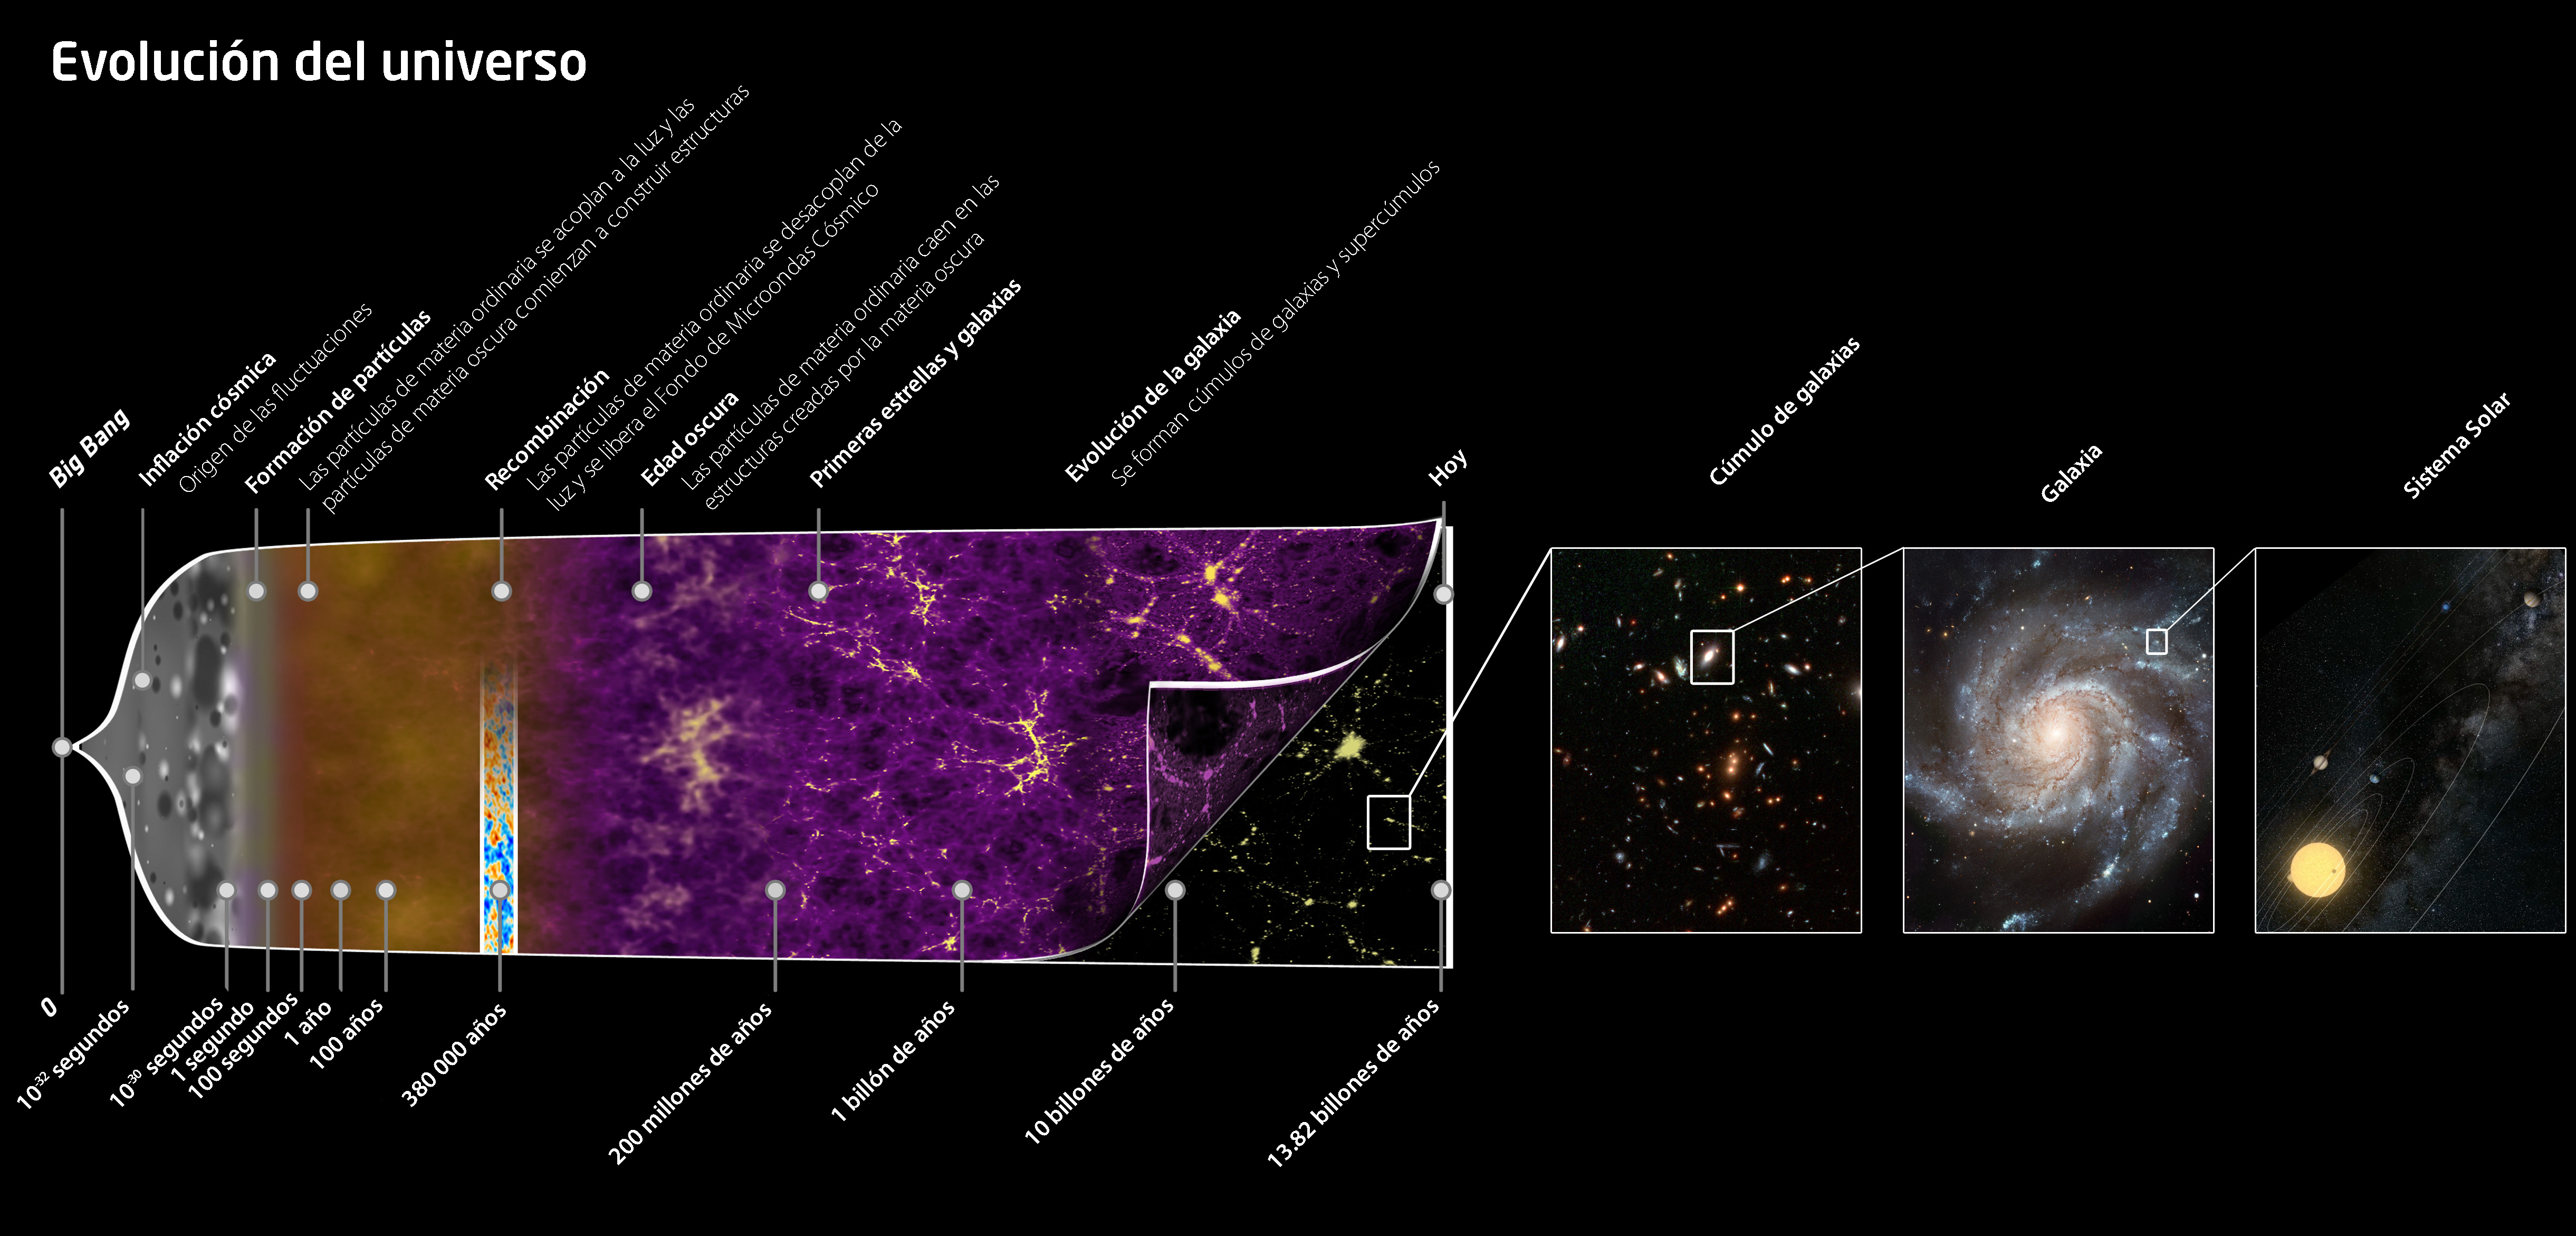 Evolución del universo
Big Bang
Inflación cósmica
Origen de las fluctuaciones
Formación de partículas
Las partículas de materia ordinaria se acoplan a la luz y las
partículas de materia oscura comienzan a construir estructuras
Recombinación
Las partículas de materia ordinaria se desacoplan de la
luz y se libera el Fondo de Microondas Cósmico
Edad oscura
Las partículas de materia ordinaria caen en las
estructuras creadas por la materia oscura
Primeras estrellas y galaxias
Evolución de la galaxia
Se forman cúmulos de galaxias y supercúmulos
Hoy
Cúmulo de galaxias
Galaxia
Sistema Solar
0
10⁻³² segundos
10⁻³⁰ segundos
1 segundo
100 segundos
1 año
100 años
380 000 años
200 millones de años
1 billón de años
10 billones de años
13.82 billones de años